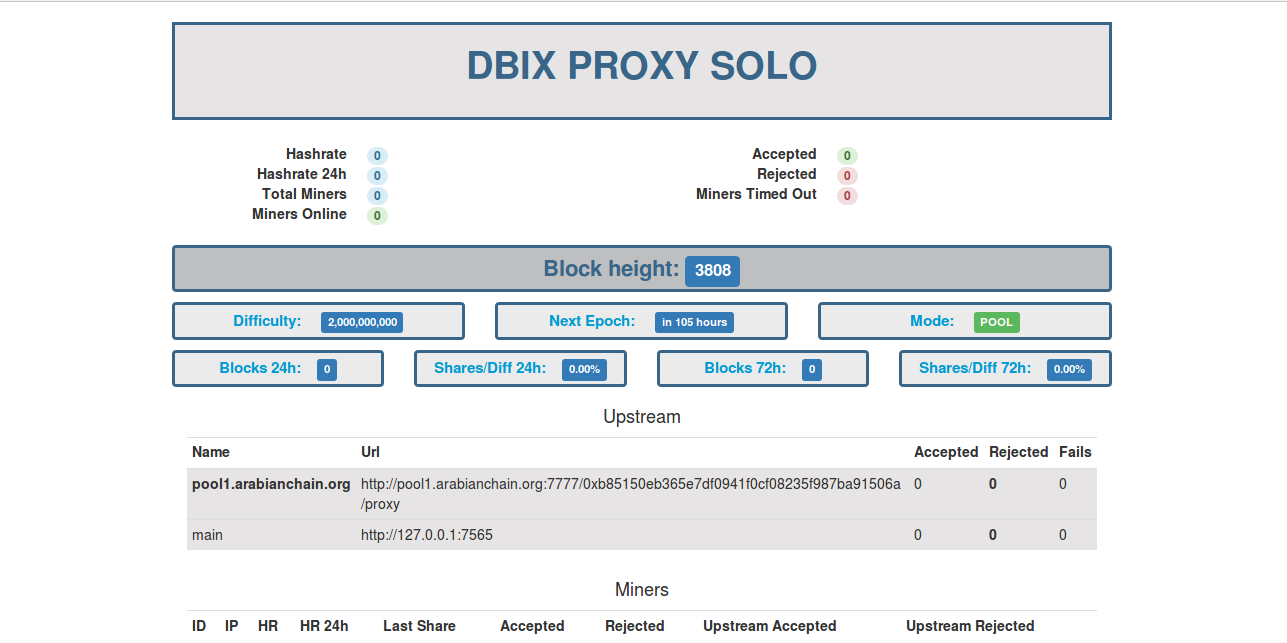 DBIX PROXY SOLO
Hashrate 0
Hashrate 24h 0
Total Miners 0
Miners Online 0
Accepted 0
Rejected 0
Miners Timed Out 0
Block height: 3808
Difficulty: 2,000,000,000
Next Epoch: in 105 hours
Mode: POOL
Blocks 24h: 0
Shares/Diff 24h: 0.00%
Blocks 72h: 0
Shares/Diff 72h: 0.00%
Upstream
Name Url Accepted Rejected Fails
pool1.arabianchain.org http://pool1.arabianchain.org:7777/0xb85150eb365e7df0941f0cf08235f987ba91506a 0 0 0
/proxy
main http://127.0.0.1:7565 0 0 0
Miners
ID IP HR HR 24h Last Share Accepted Rejected Upstream Accepted Upstream Rejected